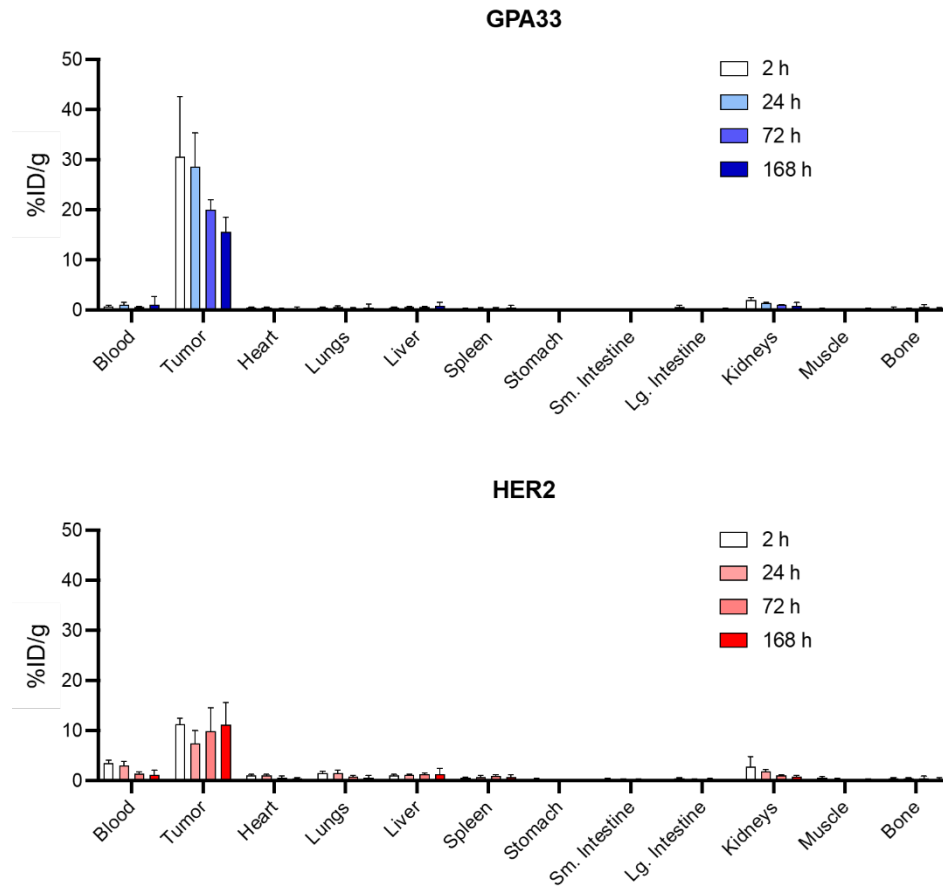 GPA33
50
40
30
20
10
0
%ID/g
2 h
24 h
72 h
168 h
Blood
Tumor
Heart
Lungs
Liver
Spleen
Stomach
Sm. Intestine
Lg. Intestine
Kidneys
Muscle
Bone
HER2
50
40
30
20
10
0
%ID/g
2 h
24 h
72 h
168 h
Blood
Tumor
Heart
Lungs
Liver
Spleen
Stomach
Sm. Intestine
Lg. Intestine
Kidneys
Muscle
Bone